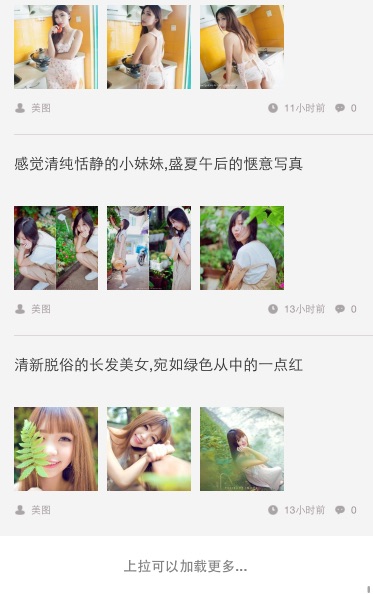 美图
11小时前
0
感觉清纯恬静的小妹妹,盛夏午后的惬意写真
美图
13小时前
0
清新脱俗的长发美女,宛如绿色从中的一点红
美图
13小时前
0
上拉可以加载更多...